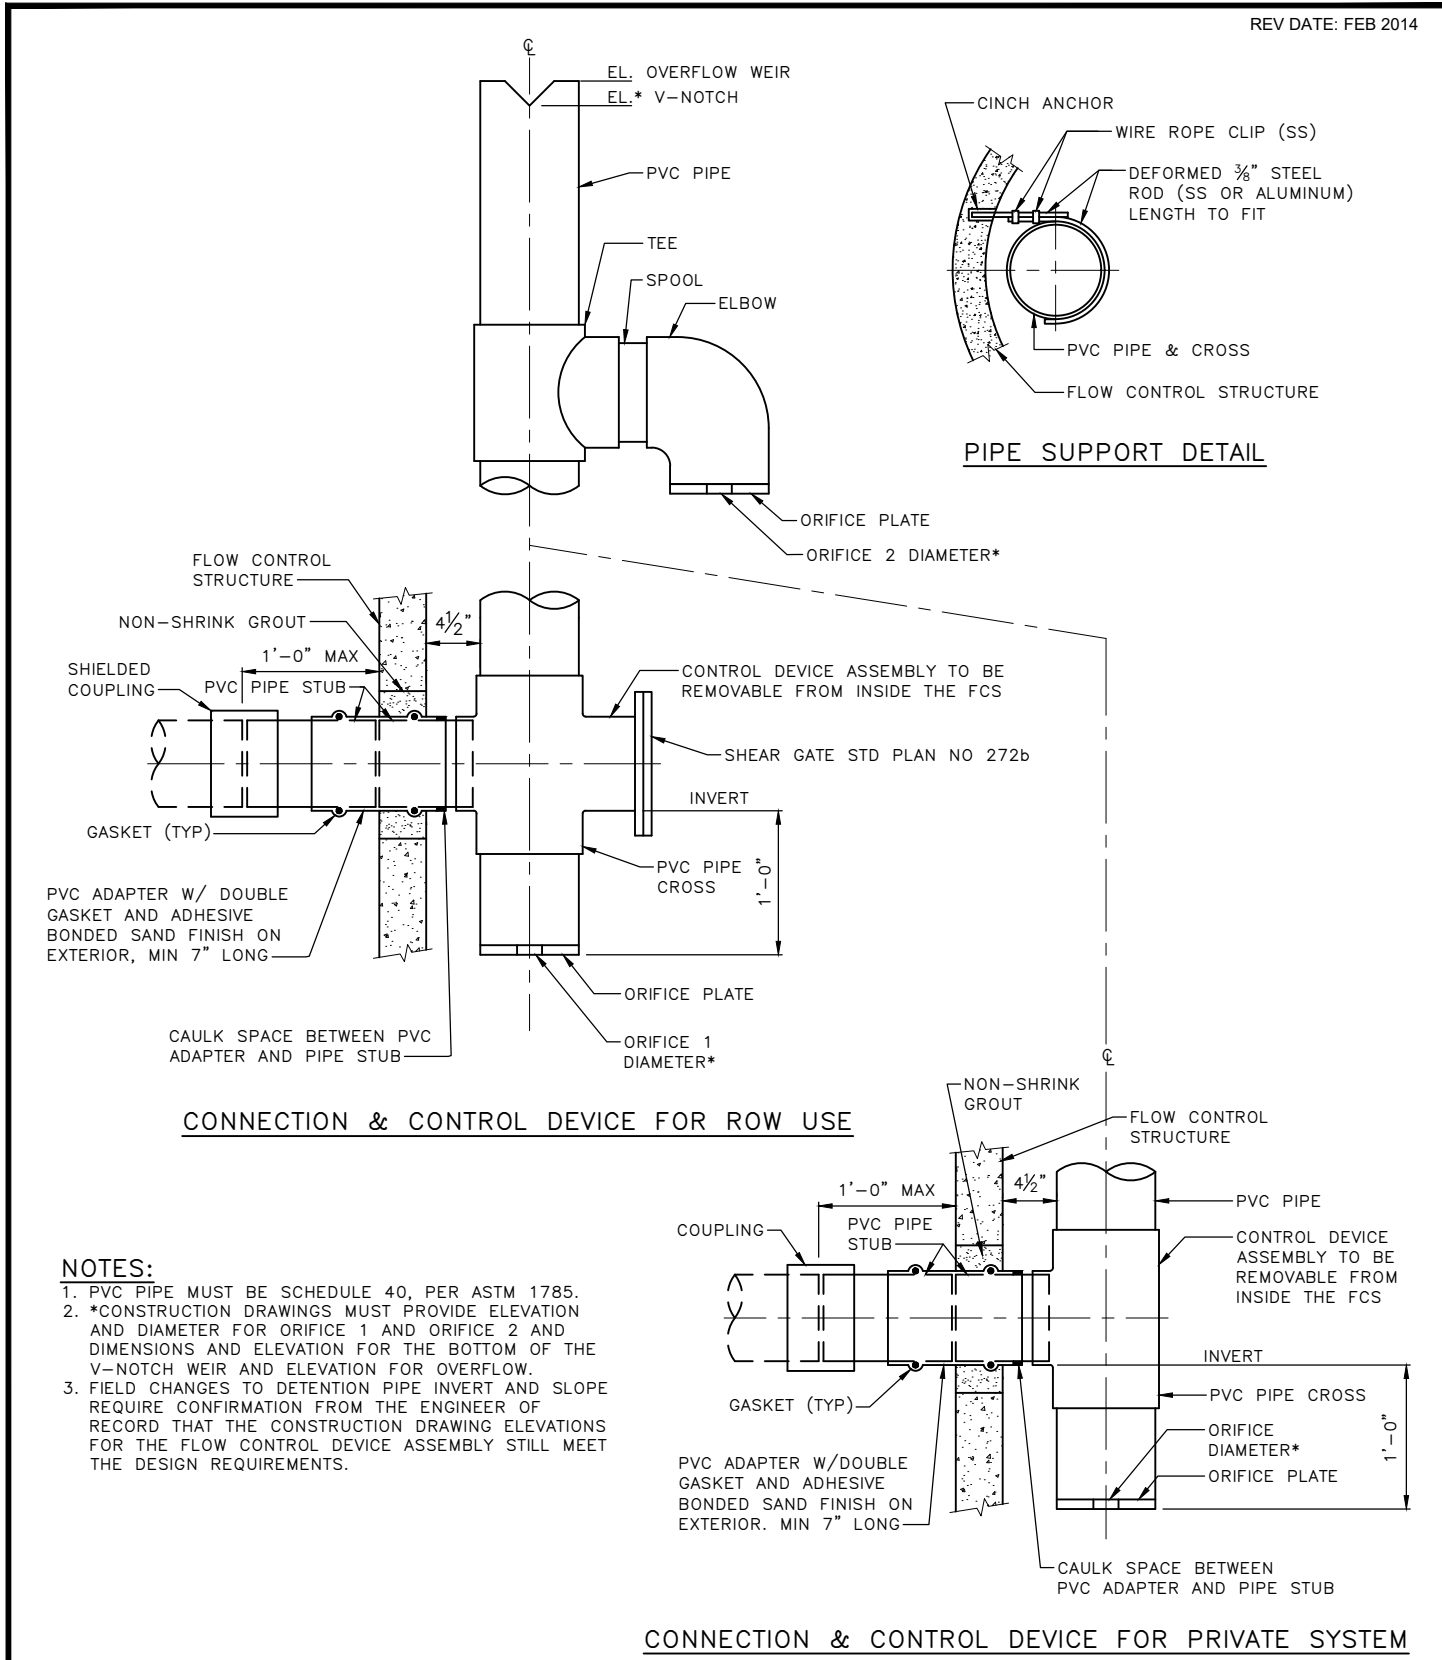 REV DATE: FEB 2014
℄
EL. OVERFLOW WEIR
EL.* V-NOTCH
PVC PIPE
TEE
SPOOL
ELBOW
ORIFICE PLATE
ORIFICE 2 DIAMETER*
CINCH ANCHOR
WIRE ROPE CLIP (SS)
DEFORMED ⅜" STEEL
ROD (SS OR ALUMINUM)
LENGTH TO FIT
PVC PIPE & CROSS
FLOW CONTROL STRUCTURE
PIPE SUPPORT DETAIL
FLOW CONTROL
STRUCTURE
NON-SHRINK GROUT
4½"
1'-0" MAX
SHIELDED
COUPLING
PVC PIPE STUB
CONTROL DEVICE ASSEMBLY TO BE
REMOVABLE FROM INSIDE THE FCS
SHEAR GATE STD PLAN NO 272b
INVERT
GASKET (TYP)
PVC PIPE
CROSS
1'-0"
PVC ADAPTER W/ DOUBLE
GASKET AND ADHESIVE
BONDED SAND FINISH ON
EXTERIOR, MIN 7" LONG
ORIFICE PLATE
CAULK SPACE BETWEEN PVC
ADAPTER AND PIPE STUB
ORIFICE 1
DIAMETER*
CONNECTION & CONTROL DEVICE FOR ROW USE
℄
NON-SHRINK
GROUT
FLOW CONTROL
STRUCTURE
1'-0" MAX
4½"
PVC PIPE
COUPLING
PVC PIPE
STUB
CONTROL DEVICE
ASSEMBLY TO BE
REMOVABLE FROM
INSIDE THE FCS
INVERT
GASKET (TYP)
PVC PIPE CROSS
ORIFICE
DIAMETER*
ORIFICE PLATE
1'-0"
PVC ADAPTER W/DOUBLE
GASKET AND ADHESIVE
BONDED SAND FINISH ON
EXTERIOR. MIN 7" LONG
CAULK SPACE BETWEEN
PVC ADAPTER AND PIPE STUB
CONNECTION & CONTROL DEVICE FOR PRIVATE SYSTEM
NOTES:
1. PVC PIPE MUST BE SCHEDULE 40, PER ASTM 1785.
2. *CONSTRUCTION DRAWINGS MUST PROVIDE ELEVATION
AND DIAMETER FOR ORIFICE 1 AND ORIFICE 2 AND
DIMENSIONS AND ELEVATION FOR THE BOTTOM OF THE
V-NOTCH WEIR AND ELEVATION FOR OVERFLOW.
3. FIELD CHANGES TO DETENTION PIPE INVERT AND SLOPE
REQUIRE CONFIRMATION FROM THE ENGINEER OF
RECORD THAT THE CONSTRUCTION DRAWING ELEVATIONS
FOR THE FLOW CONTROL DEVICE ASSEMBLY STILL MEET
THE DESIGN REQUIREMENTS.